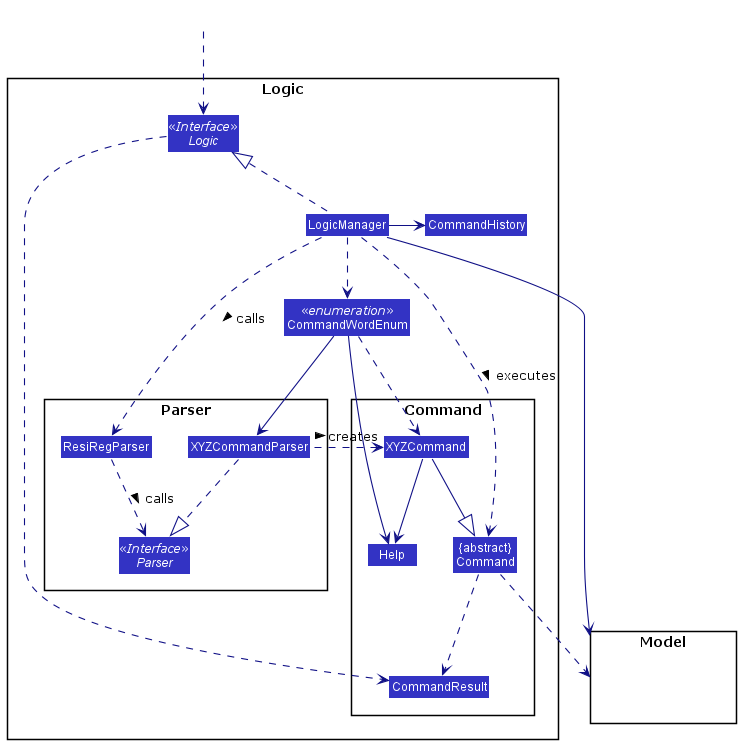 Logic
«Interface»
Logic
LogicManager
CommandHistory
calls
«enumeration»
CommandWordEnum
executes
Parser
Command
ResiRegParser
XYZCommandParser
creates
XYZCommand
calls
«Interface»
Parser
Help
{abstract}
Command
Model
CommandResult